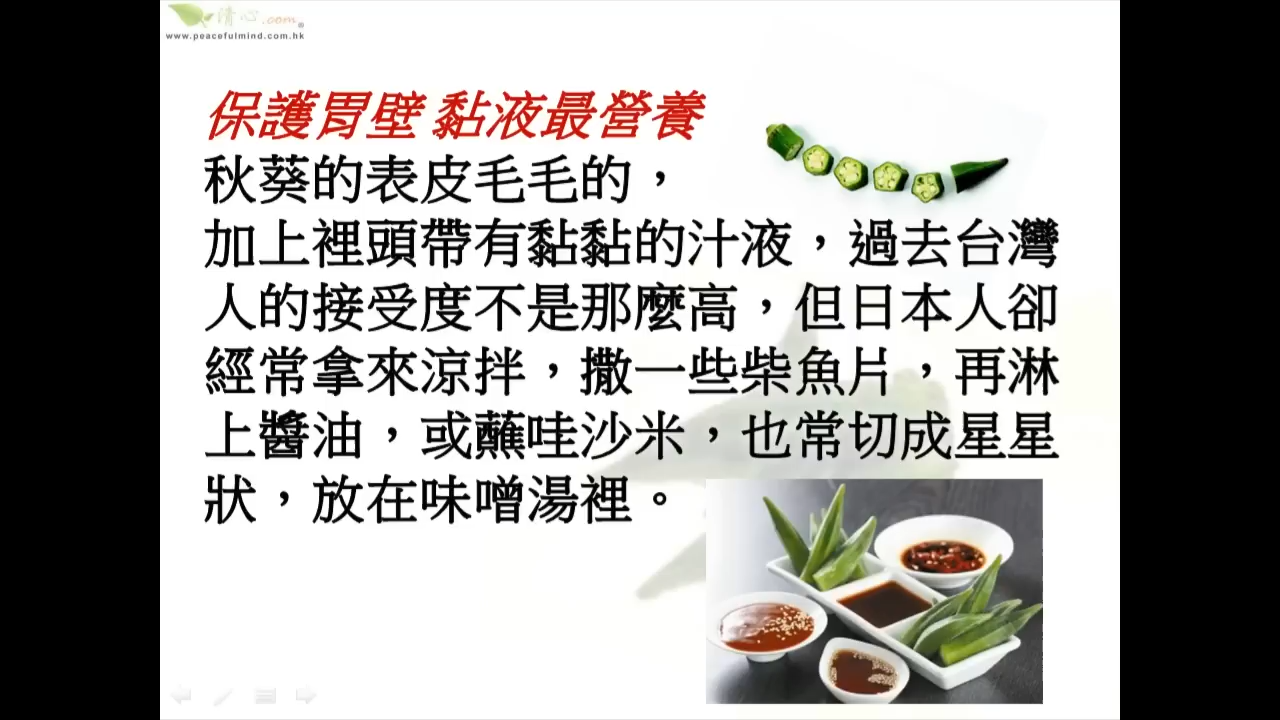 清心.com®
www.peacefulmind.com.hk
保護胃壁 黏液最營養
秋葵的表皮毛毛的，
加上裡頭帶有黏黏的汁液，過去台灣
人的接受度不是那麼高，但日本人卻
經常拿來涼拌，撒一些柴魚片，再淋
上醬油，或蘸哇沙米，也常切成星星
狀，放在味噌湯裡。